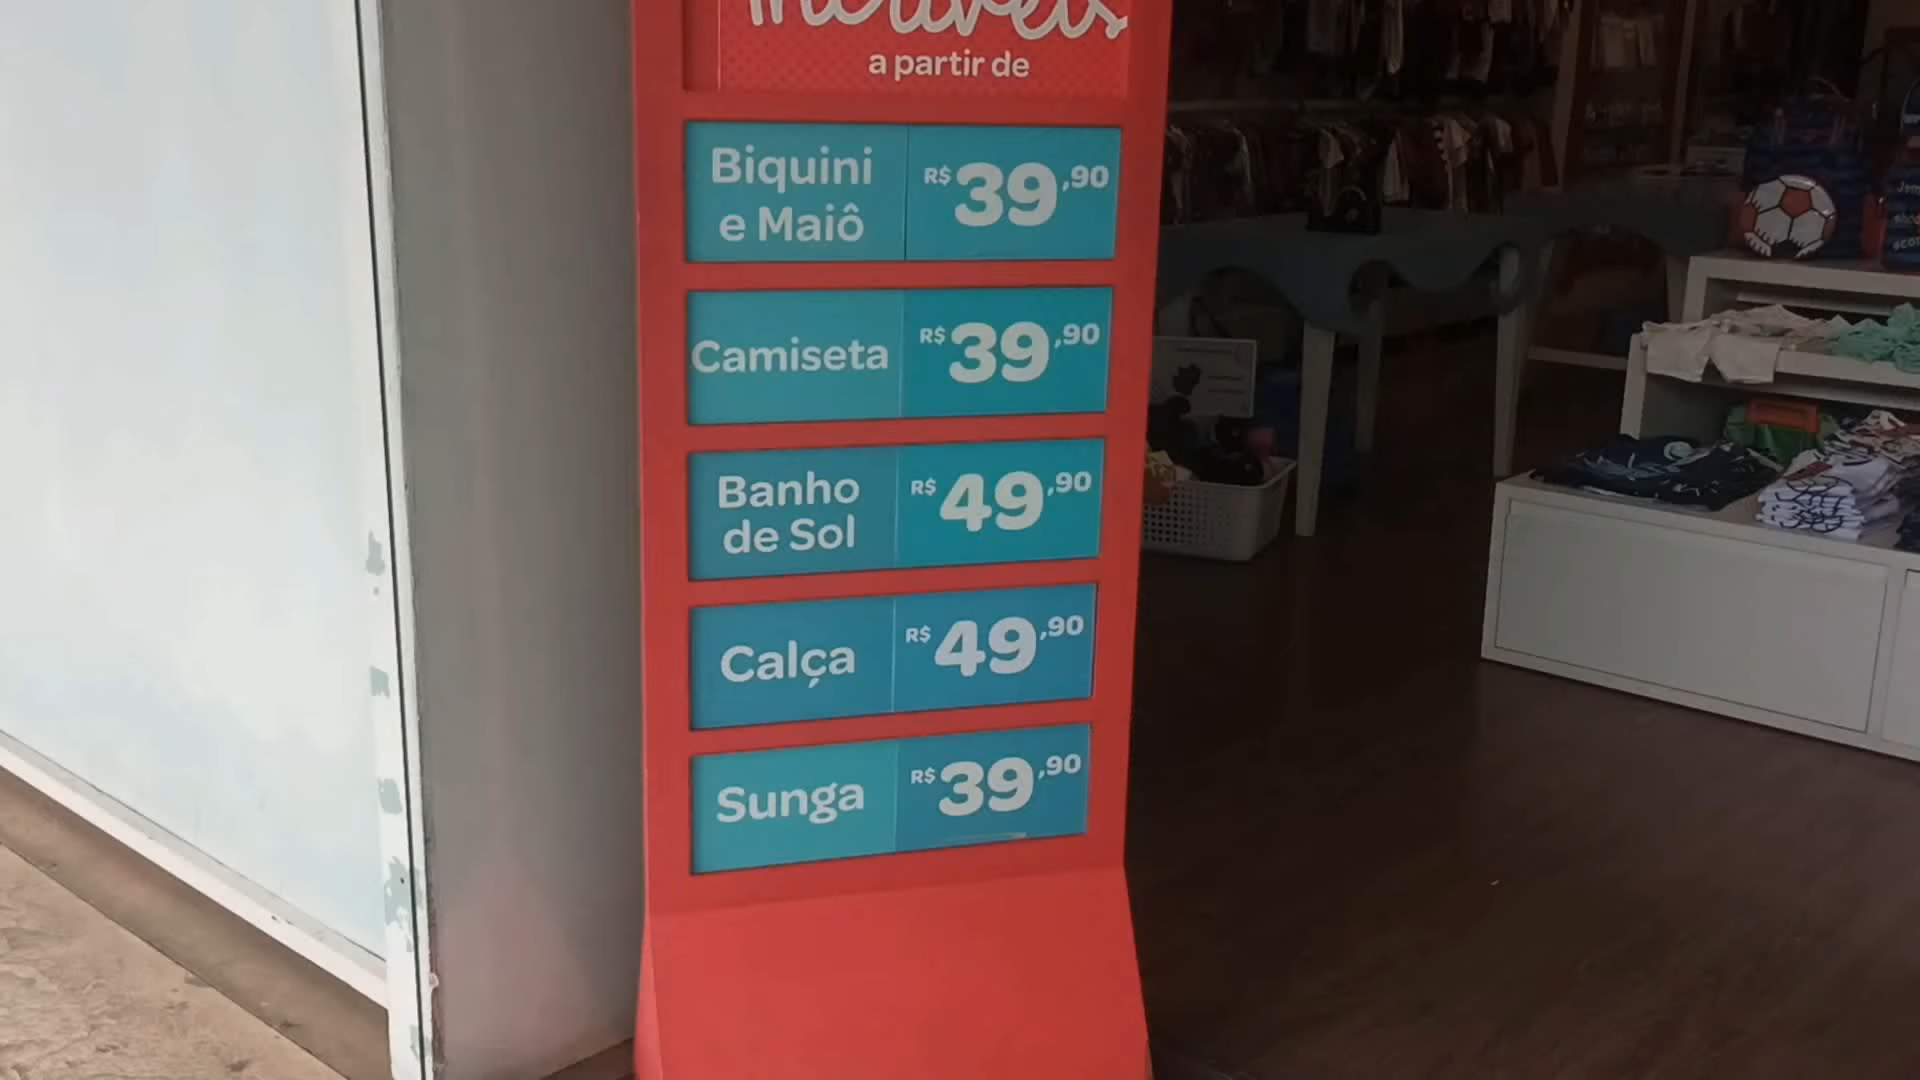 Incríveis
a partir de
Biquini
e Maiô
R$ 39,90
Camiseta
R$ 39,90
Banho
de Sol
R$ 49,90
Calça
R$ 49,90
Sunga
R$ 39,90